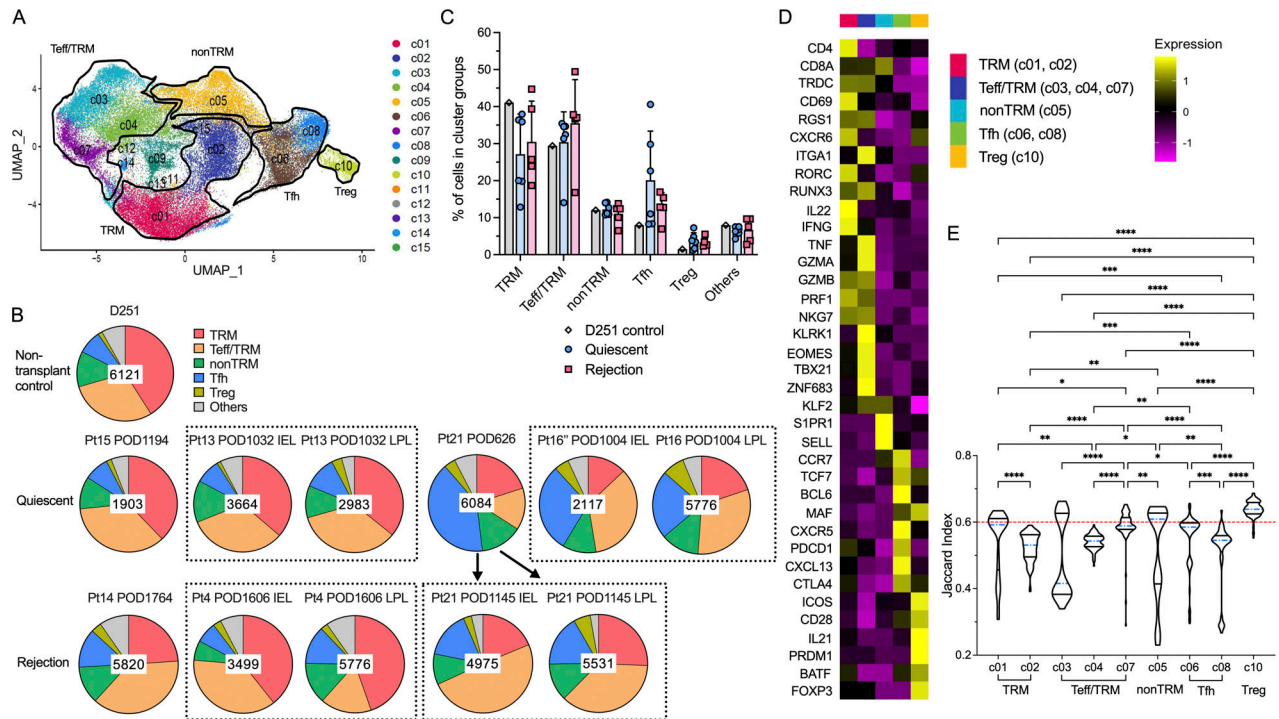 A
Teff/TRM
nonTRM
c03
c04
c05
c07
c12
c14
c09
c13
c11
15
c02
c06
c08
c10
c01
Tfh
Treg
TRM
UMAP_2
4
0
−4
−5
0
5
10
UMAP_1
c01
c02
c03
c04
c05
c06
c07
c08
c09
c10
c11
c12
c13
c14
c15
B
D251
Non-
transplant
control
6121
TRM
Teff/TRM
nonTRM
Tfh
Treg
Others
Pt15 POD1194
Pt13 POD1032 IEL
Pt13 POD1032 LPL
Pt21 POD626
Pt16" POD1004 IEL
Pt16 POD1004 LPL
Quiescent
1903
3664
2983
6084
2117
5776
Pt14 POD1764
Pt4 POD1606 IEL
Pt4 POD1606 LPL
Pt21 POD1145 IEL
Pt21 POD1145 LPL
Rejection
5820
3499
5776
4975
5531
C
% of cells in cluster groups
60
50
40
30
20
10
0
TRM
Teff/TRM
nonTRM
Tfh
Treg
Others
D251 control
Quiescent
Rejection
D
CD4
CD8A
TRDC
CD69
RGS1
CXCR6
ITGA1
RORC
RUNX3
IL22
IFNG
TNF
GZMA
GZMB
PRF1
NKG7
KLRK1
EOMES
TBX21
ZNF683
KLF2
S1PR1
SELL
CCR7
TCF7
BCL6
MAF
CXCR5
PDCD1
CXCL13
CTLA4
ICOS
CD28
IL21
PRDM1
BATF
FOXP3
TRM (c01, c02)
Teff/TRM (c03, c04, c07)
nonTRM (c05)
Tfh (c06, c08)
Treg (c10)
Expression
1
0
−1
E
****
****
***
****
****
***
****
**
* ****
**
**** ****
** * **
**** * ****
**** **** ** *** ****
Jaccard Index
0.8
0.6
0.4
0.2
c01 c02 c03 c04 c07 c05 c06 c08 c10
TRM Teff/TRM nonTRM Tfh Treg